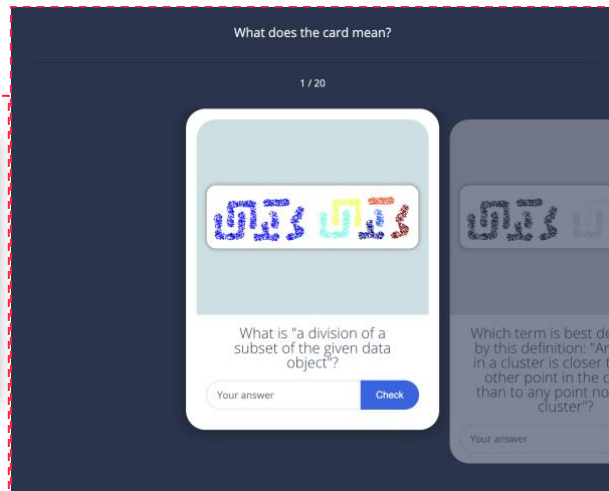 What does the card mean?
1 / 20
What is "a division of a
subset of the given data
object"?
Your answer
Check
Which term is best de
by this definition: "An
in a cluster is closer t
other point in the c
than to any point no
cluster"?
Your answer